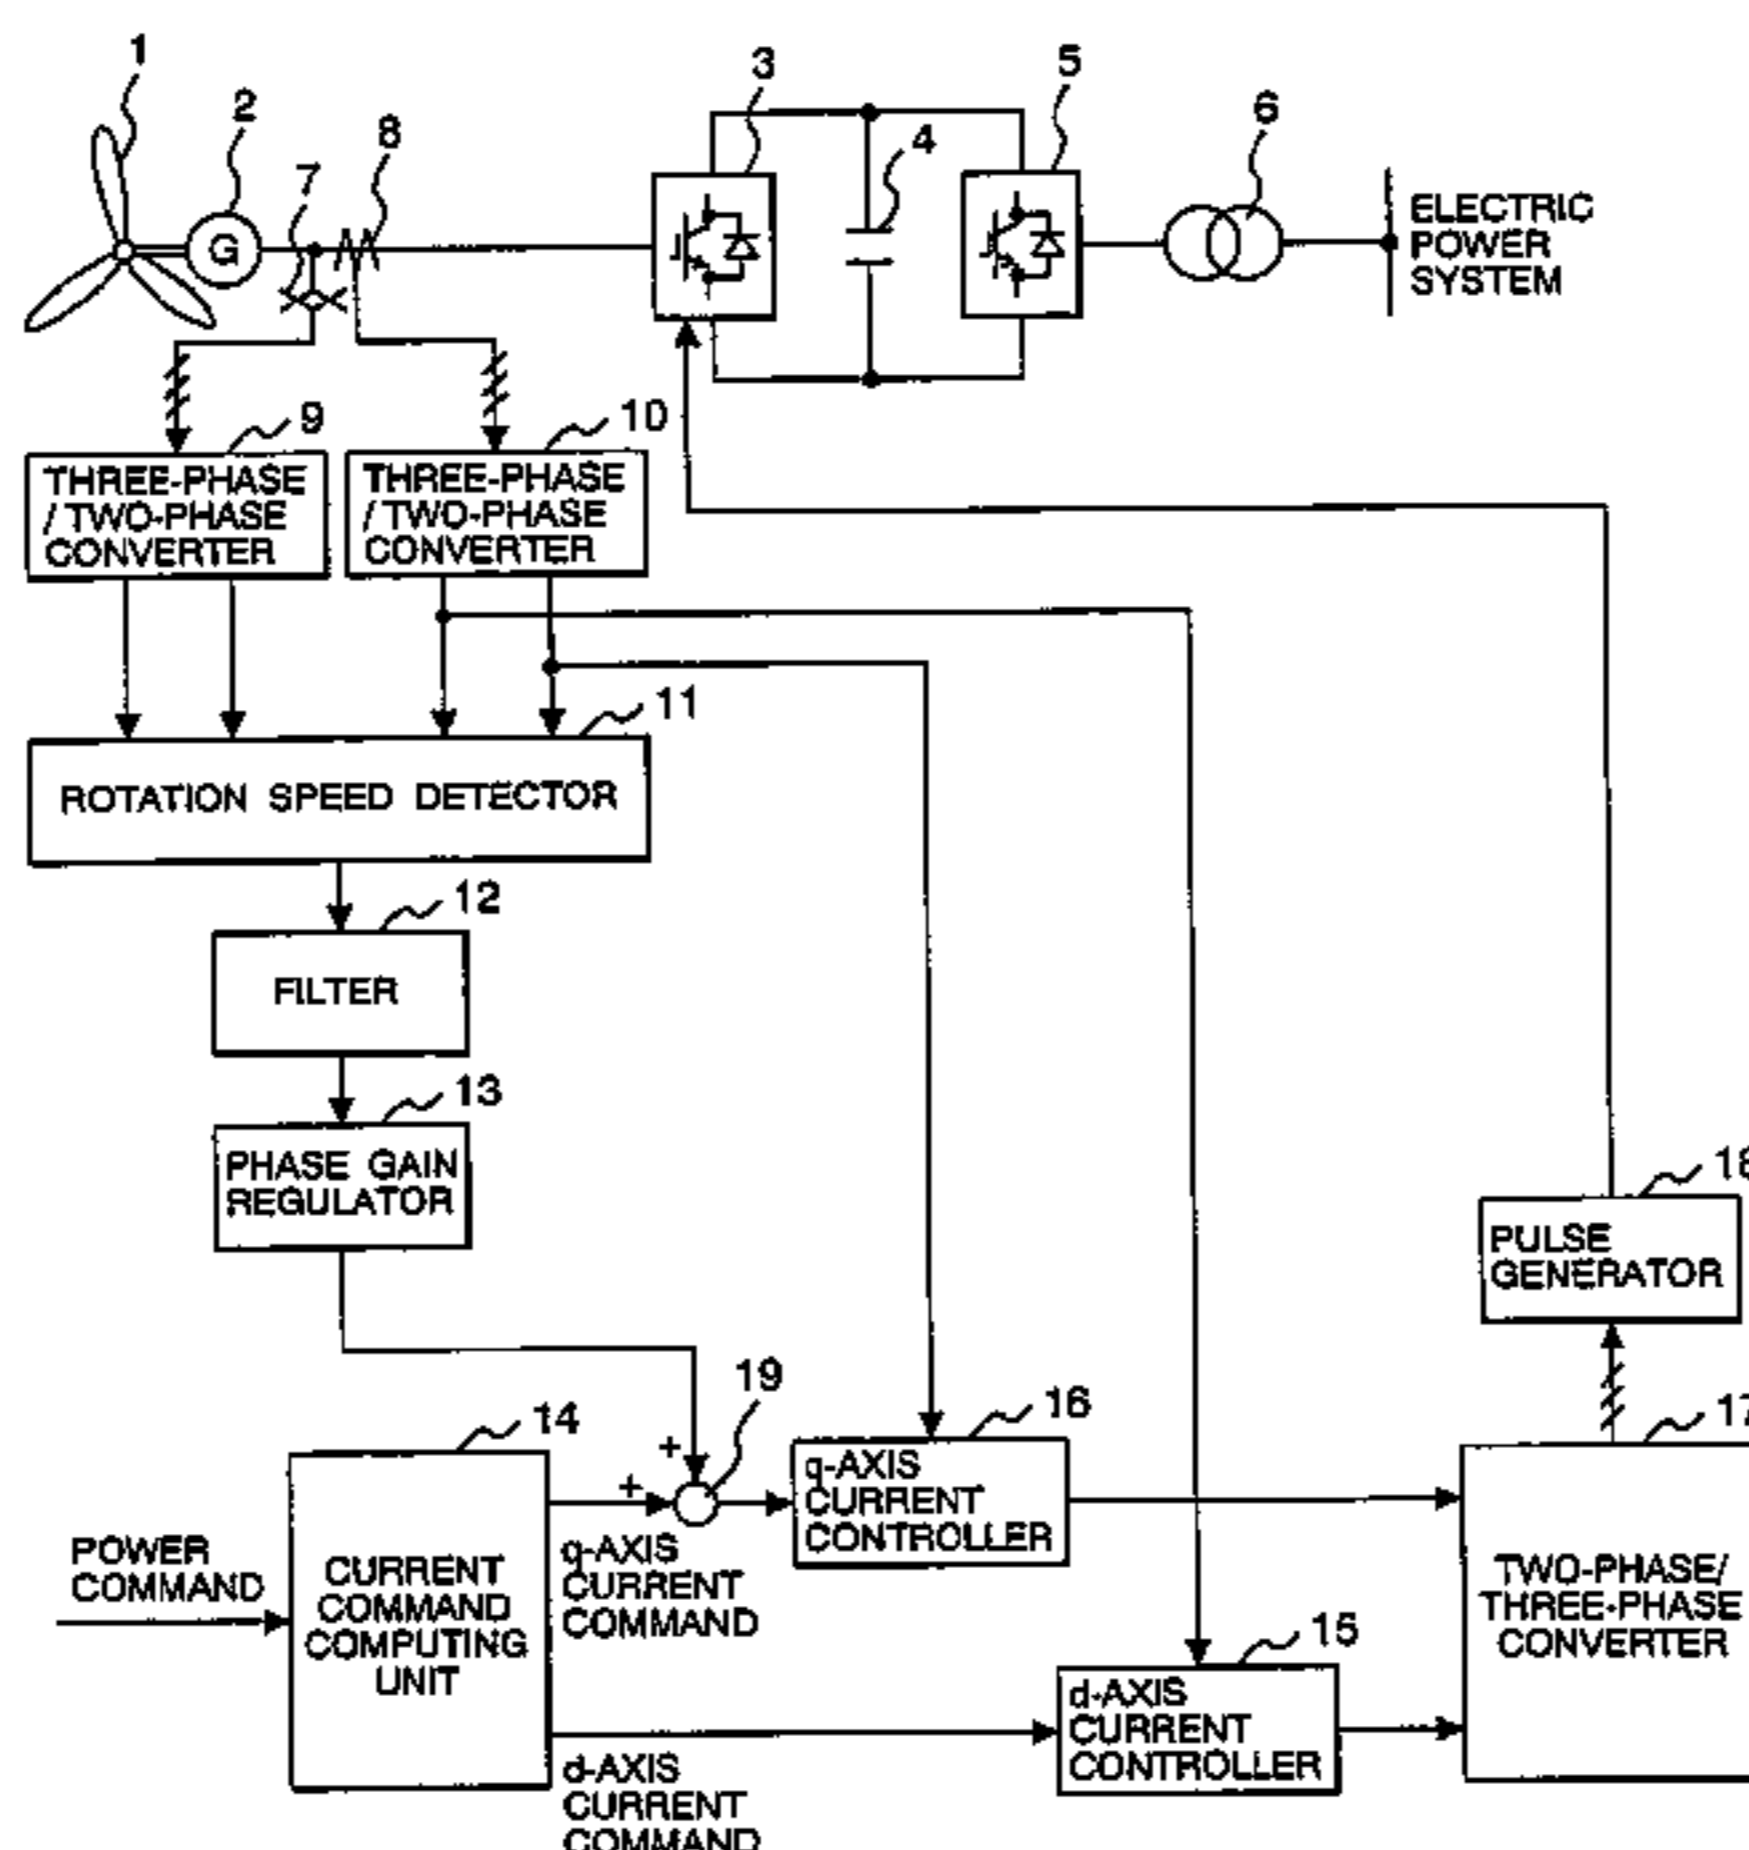 1
2
3
4
5
6
7
8
G
ELECTRIC
POWER
SYSTEM
9
10
THREE-PHASE
/TWO-PHASE
CONVERTER
THREE-PHASE
/TWO-PHASE
CONVERTER
11
ROTATION SPEED DETECTOR
12
FILTER
13
PHASE GAIN
REGULATOR
18
PULSE
GENERATOR
19
14
16
17
+
+
q-AXIS
CURRENT
CONTROLLER
POWER
COMMAND
CURRENT
COMMAND
COMPUTING
UNIT
q-AXIS
CURRENT
COMMAND
TWO-PHASE/
THREE-PHASE
CONVERTER
15
d-AXIS
CURRENT
CONTROLLER
d-AXIS
CURRENT
COMMAND